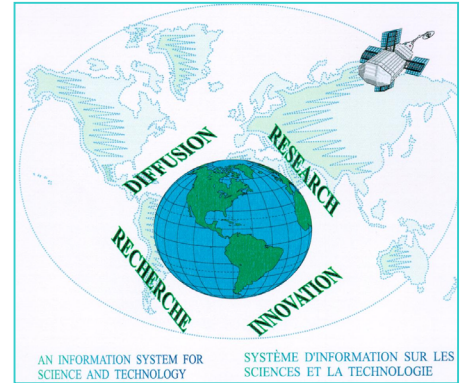 DIFFUSION
RESEARCH
RECHERCHE
INNOVATION
AN INFORMATION SYSTEM FOR
SCIENCE AND TECHNOLOGY
SYSTÈME D'INFORMATION SUR LES
SCIENCES ET LA TECHNOLOGIE